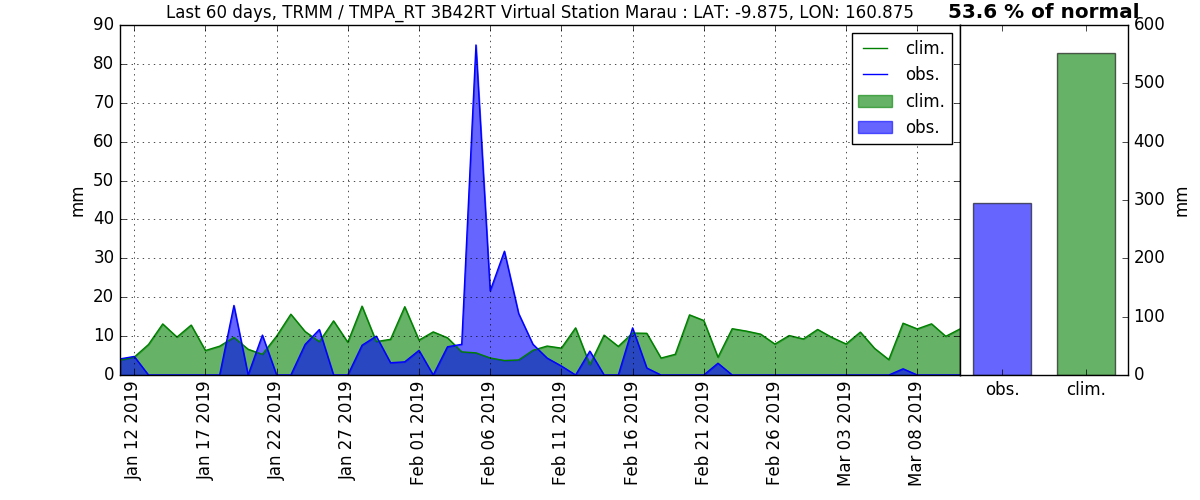 Last 60 days, TRMM / TMPA_RT 3B42RT Virtual Station Marau : LAT: -9.875, LON: 160.875
53.6 % of normal
90
80
70
60
50
40
30
20
10
0
mm
clim.
obs.
clim.
obs.
600
500
400
300
200
100
0
mm
Jan 12 2019
Jan 17 2019
Jan 22 2019
Jan 27 2019
Feb 01 2019
Feb 06 2019
Feb 11 2019
Feb 16 2019
Feb 21 2019
Feb 26 2019
Mar 03 2019
Mar 08 2019
obs.
clim.